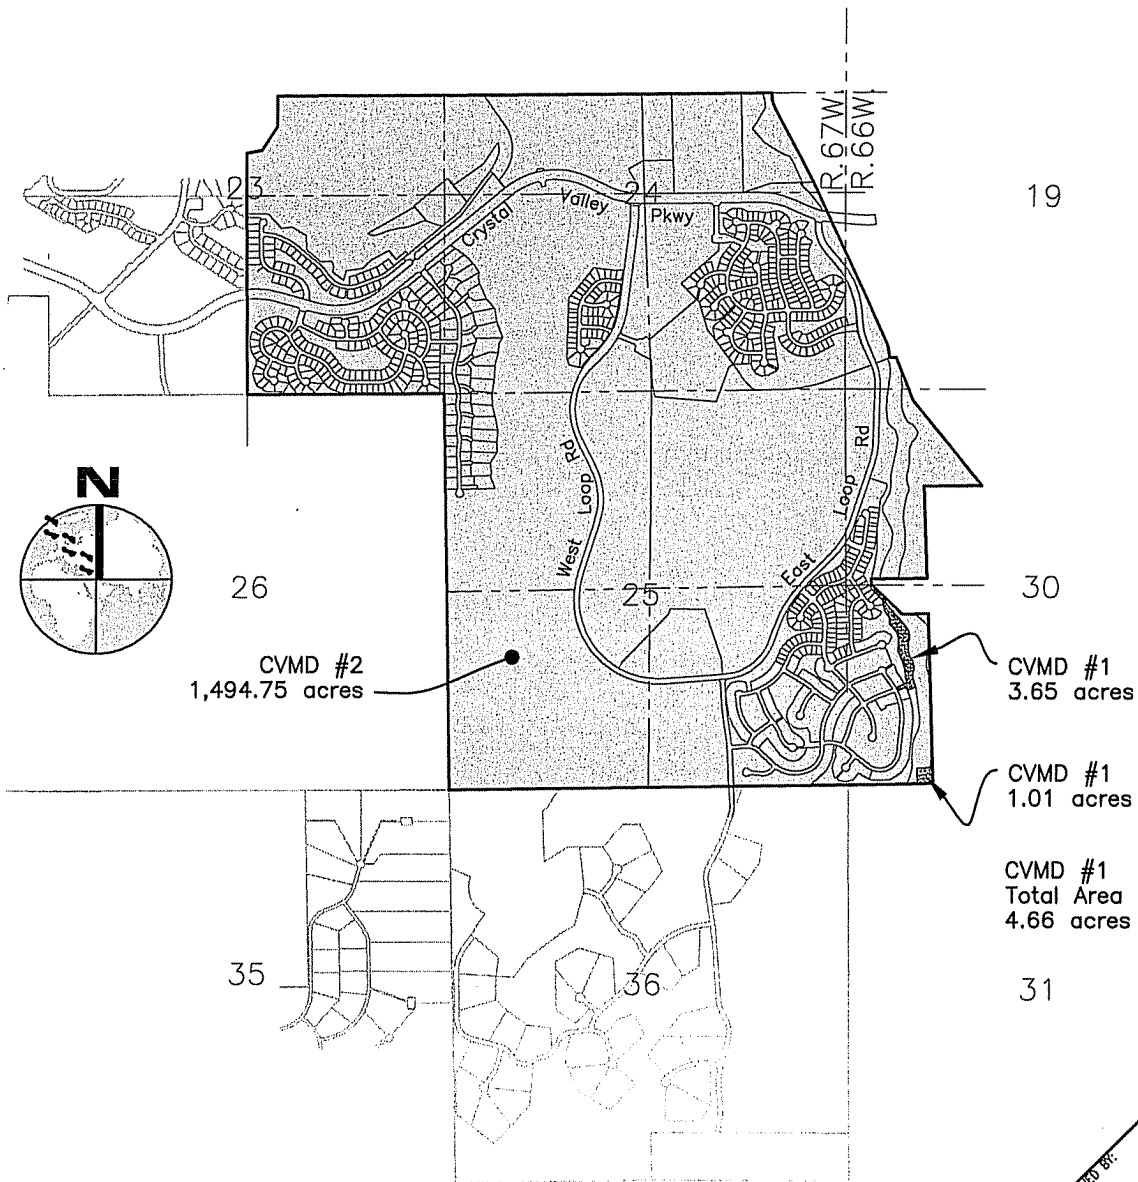 R.67W.
R.66W.
23
24
19
Crystal
Valley
Pkwy
West
Loop
Rd
East
Loop
Rd
N
26
25
30
CVMD #2
1,494.75 acres
CVMD #1
3.65 acres
CVMD #1
1.01 acres
CVMD #1
Total Area
4.66 acres
35
36
31
BY: